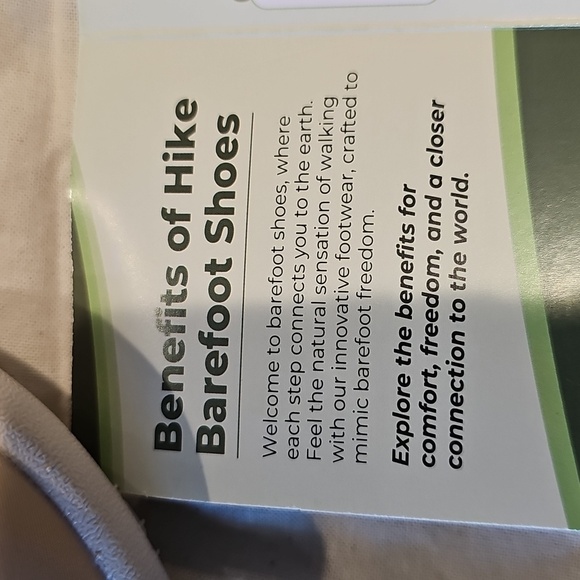 Benefits of Hike
Barefoot Shoes
Welcome to barefoot shoes, where
each step connects you to the earth.
Feel the natural sensation of walking
with our innovative footwear, crafted to
mimic barefoot freedom.
Explore the benefits for
comfort, freedom, and a closer
connection to the world.